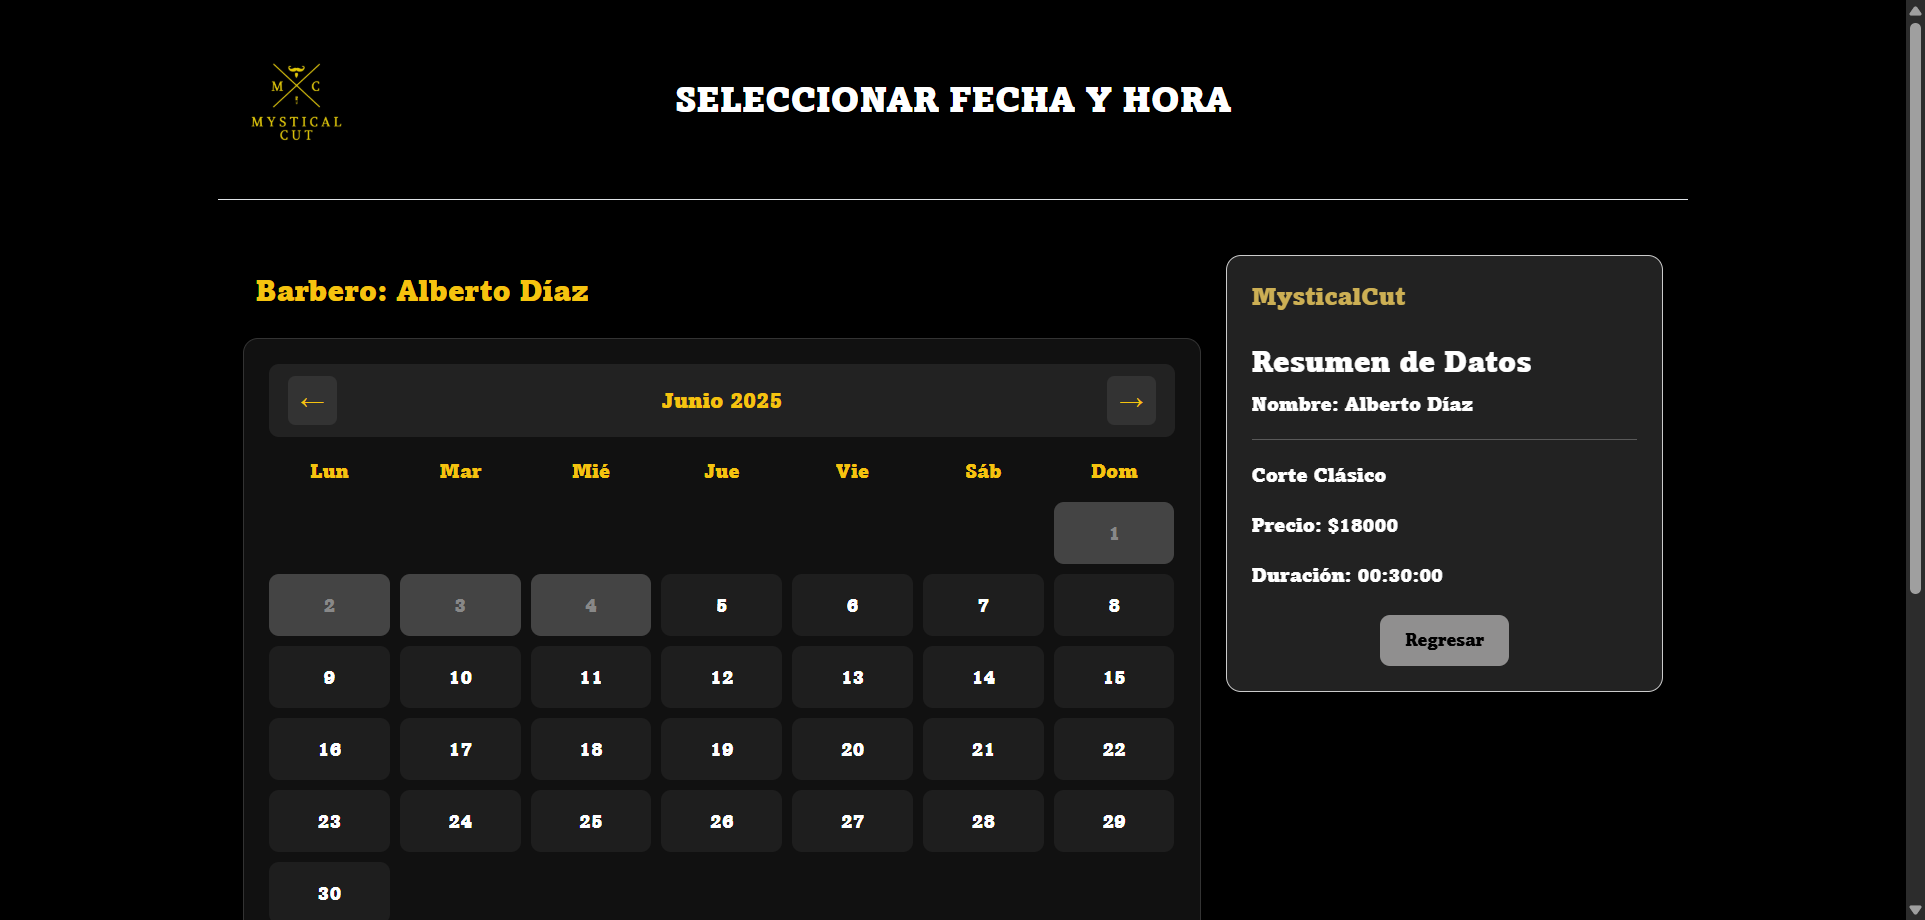 M C
MYSTICAL
CUT
SELECCIONAR FECHA Y HORA
Barbero: Alberto Díaz
← Junio 2025 →
Lun Mar Mié Jue Vie Sáb Dom
1
2 3 4 5 6 7 8
9 10 11 12 13 14 15
16 17 18 19 20 21 22
23 24 25 26 27 28 29
30
MysticalCut
Resumen de Datos
Nombre: Alberto Díaz
Corte Clásico
Precio: $18000
Duración: 00:30:00
Regresar